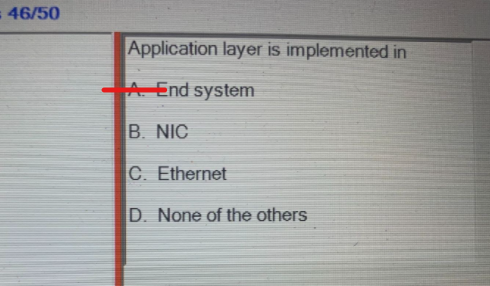 46/50
Application layer is implemented in
A. End system
B. NIC
C. Ethernet
D. None of the others